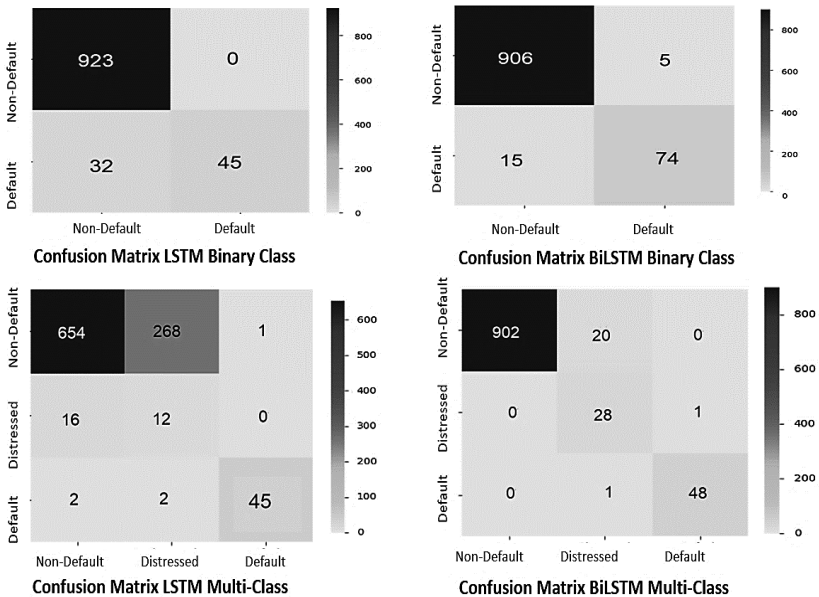 Non-Default
923
0
800
600
400
200
0
Default
32
45
Non-Default
Default
Confusion Matrix LSTM Binary Class
Non-Default
906
5
800
600
400
200
0
Default
15
74
Non-Default
Default
Confusion Matrix BiLSTM Binary Class
Non-Default
654
268
1
600
500
400
300
200
100
0
Distressed
16
12
0
Default
2
2
45
Non-Default
Distressed
Default
Confusion Matrix LSTM Multi-Class
Non-Default
902
20
0
800
600
400
200
0
Distressed
0
28
1
Default
0
1
48
Non-Default
Distressed
Default
Confusion Matrix BiLSTM Multi-Class